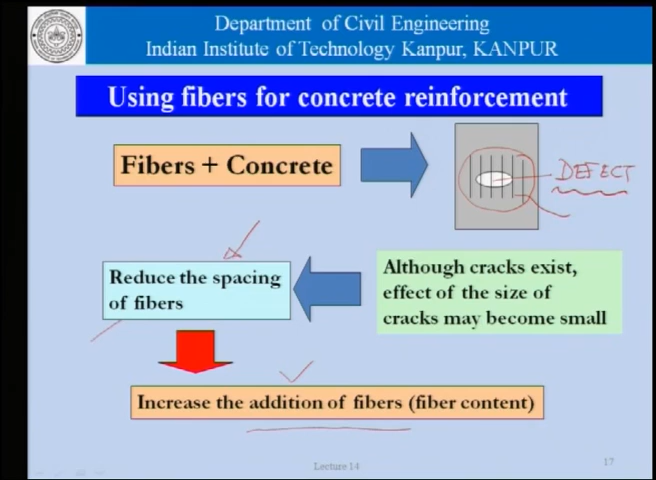 Department of Civil Engineering
Indian Institute of Technology Kanpur, KANPUR
Using fibers for concrete reinforcement
Fibers + Concrete
DEFECT
Reduce the spacing
of fibers
Although cracks exist,
effect of the size of
cracks may become small
Increase the addition of fibers (fiber content)
Lecture 14
17